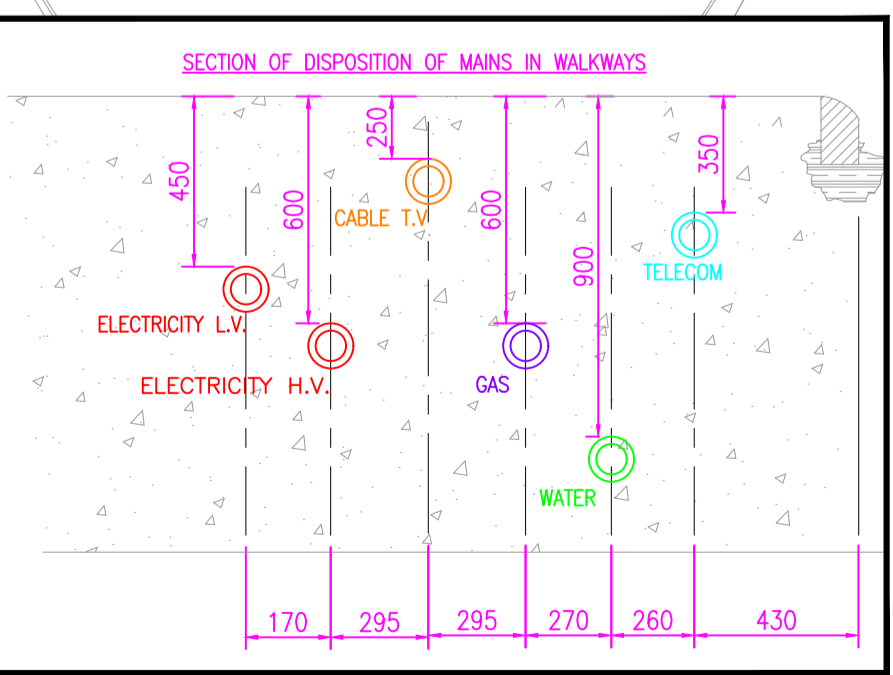 SECTION OF DISPOSITION OF MAINS IN WALKWAYS
250
350
450
600
600
CABLE T.V
900
TELECOM
ELECTRICITY L.V.
ELECTRICITY H.V.
GAS
WATER
170
295
295
270
260
430